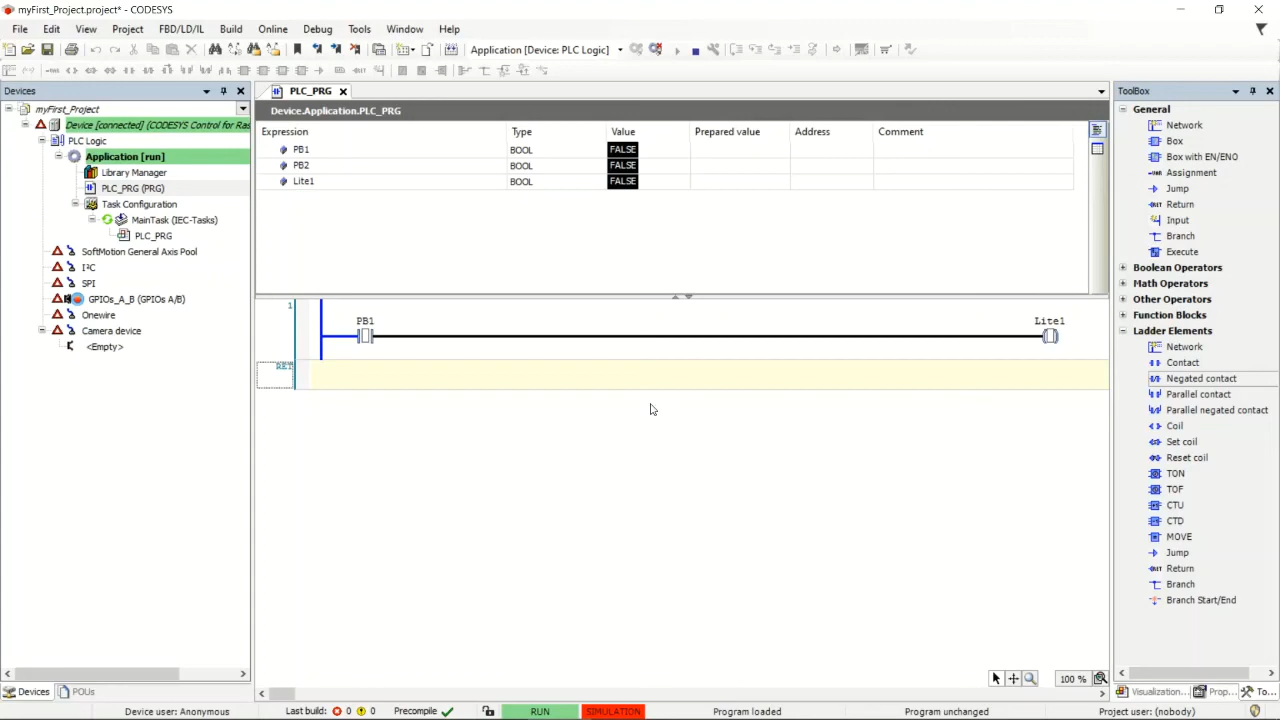 myFirst_Project.project* - CODESYS
File Edit View Project FBD/LD/IL Build Online Debug Tools Window Help
Application [Device: PLC Logic]
Devices
myFirst_Project
Device [connected] (CODESYS Control for Ras
PLC Logic
Application [run]
Library Manager
PLC_PRG (PRG)
Task Configuration
MainTask (IEC-Tasks)
PLC_PRG
SoftMotion General Axis Pool
I²C
SPI
GPIOs_A_B (GPIOs A/B)
Onewire
Camera device
<Empty>
Devices POUs
PLC_PRG
Device.Application.PLC_PRG
Expression Type Value Prepared value Address Comment
PB1 BOOL FALSE
PB2 BOOL FALSE
Lite1 BOOL FALSE
1
PB1 Lite1
RET
100 %
ToolBox
General
Network
Box
Box with EN/ENO
Assignment
Jump
Return
Input
Branch
Execute
Boolean Operators
Math Operators
Other Operators
Function Blocks
Ladder Elements
Network
Contact
Negated contact
Parallel contact
Parallel negated contact
Coil
Set coil
Reset coil
TON
TOF
CTU
CTD
MOVE
Jump
Return
Branch
Branch Start/End
Visualization... Prop... To...
Device user: Anonymous Last build: 0 0 Precompile RUN SIMULATION Program loaded Program unchanged Project user: (nobody)